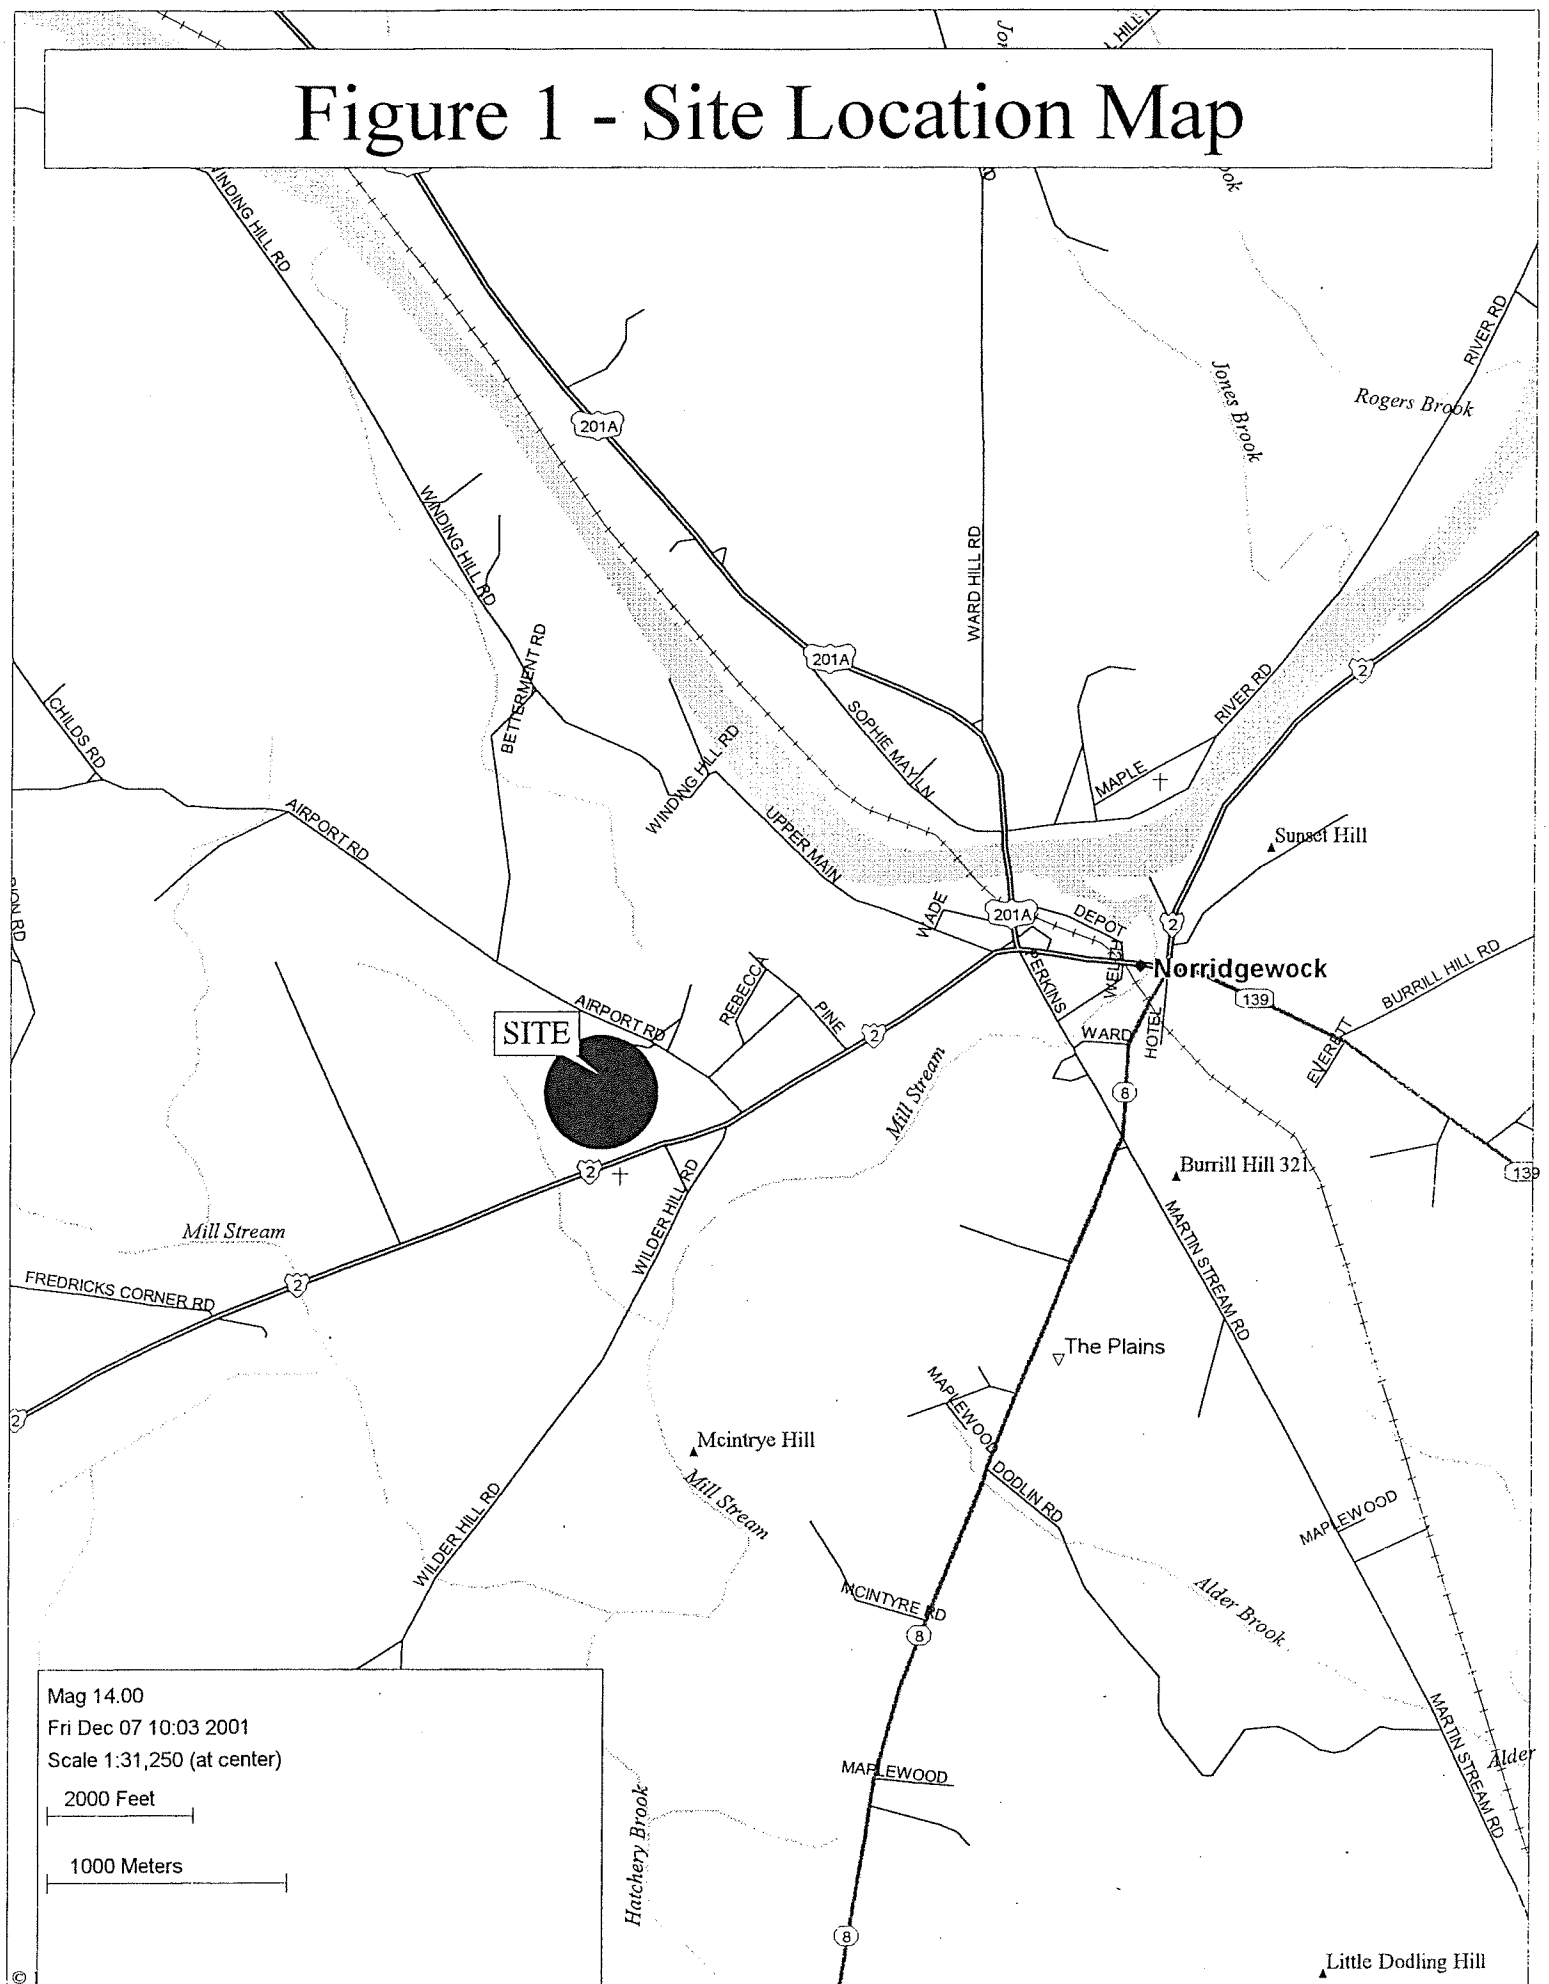 Figure 1 - Site Location Map
WINDING HILL RD
201A
RIVER RD
Jones Brook
Rogers Brook
WINDING HILL RD
WARD HILL RD
BETTERMENT RD
201A
2
RIVER RD
CHILDS RD
SOPHIE MAY LN
WINDING HILL RD
MAPLE
AIRPORT RD
UPPER MAIN
Sunset Hill
WADE
201A
DEPOT
2
PERKINS
Norridgewock
139
BURRILL HILL RD
REBECCA
PINE
AIRPORT RD
SITE
2
WARD
HOTEL
EVERETT
8
Mill Stream
139
Burrill Hill 321
2
WILDER HILL RD
Mill Stream
MARTIN STREAM RD
FREDRICKS CORNER RD
2
The Plains
MAPLEWOOD
2
Mcintrye Hill
Mill Stream
DODLIN RD
WILDER HILL RD
MAPLEWOOD
MCINTYRE RD
Alder Brook
8
Mag 14.00
Fri Dec 07 10:03 2001
Scale 1:31,250 (at center)
2000 Feet
1000 Meters
MAPLEWOOD
MARTIN STREAM RD
Alder
Hatchery Brook
8
Little Dodling Hill
©